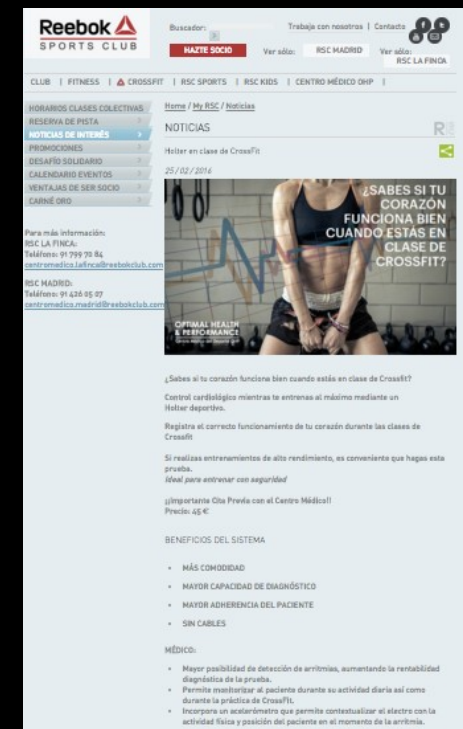 Reebok
SPORTS CLUB
Buscador:
Trabaja con nosotros | Contacto
HAZTE SOCIO
Ver sólo:
RSC MADRID
Ver sólo:
RSC LA FINCA
CLUB | FITNESS | CROSSFIT | RSC SPORTS | RSC KIDS | CENTRO MÉDICO OHP |
HORARIOS CLASES COLECTIVAS
RESERVA DE PISTA
NOTICIAS DE INTERÉS
PROMOCIONES
DESAFÍO SOLIDARIO
CALENDARIO EVENTOS
VENTAJAS DE SER SOCIO
CARNÉ ORO
Para más información:
RSC LA FINCA:
Teléfono: 91 799 72 84
centromedico.lafinca@reebokclub.com
RSC MADRID:
Teléfono: 91 426 05 07
centromedico.madrid@reebokclub.com
Home / My RSC / Noticias
NOTICIAS
Holter en clase de CrossFit
25/02/2016
¿SABES SI TU
CORAZÓN
FUNCIONA BIEN
CUANDO ESTÁS EN
CLASE DE
CROSSFIT?
OPTIMAL HEALTH
& PERFORMANCE
¿Sabes si tu corazón funciona bien cuando estás en clase de Crossfit?
Control cardiológico mientras te entrenas al máximo mediante un
Holter deportivo.
Registra el correcto funcionamiento de tu corazón durante las clases de
Crossfit
Si realizas entrenamientos de alto rendimiento, es conveniente que hagas esta
prueba.
Ideal para entrenar con seguridad
¡¡Importante Cita Previa con el Centro Médico!!
Precio: 45 €
BENEFICIOS DEL SISTEMA
MÁS COMODIDAD
MAYOR CAPACIDAD DE DIAGNÓSTICO
MAYOR ADHERENCIA DEL PACIENTE
SIN CABLES
MÉDICO:
Mayor posibilidad de detección de arritmias, aumentando la rentabilidad
diagnóstica de la prueba.
Permite monitorizar al paciente durante su actividad diaria así como
durante la práctica de CrossFit.
Incorpora un acelerómetro que permite contextualizar el electro con la
actividad física y posición del paciente en el momento de la arritmia.